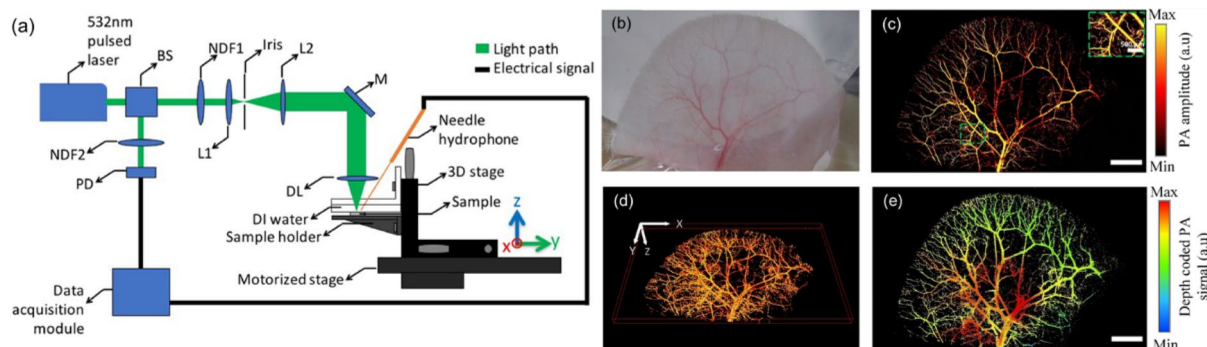 (a)
532nm
pulsed
laser
BS
NDF1
Iris
L2
Light path
Electrical signal
M
NDF2
L1
PD
Needle
hydrophone
DL
3D stage
DI water
Sample
Sample holder
z
x
y
Motorized stage
Data
acquisition
module
(b)
(c)
Max
PA amplitude (a.u)
Min
(d)
X
Y
Z
(e)
Max
Depth coded PA
signal (a.u)
Min